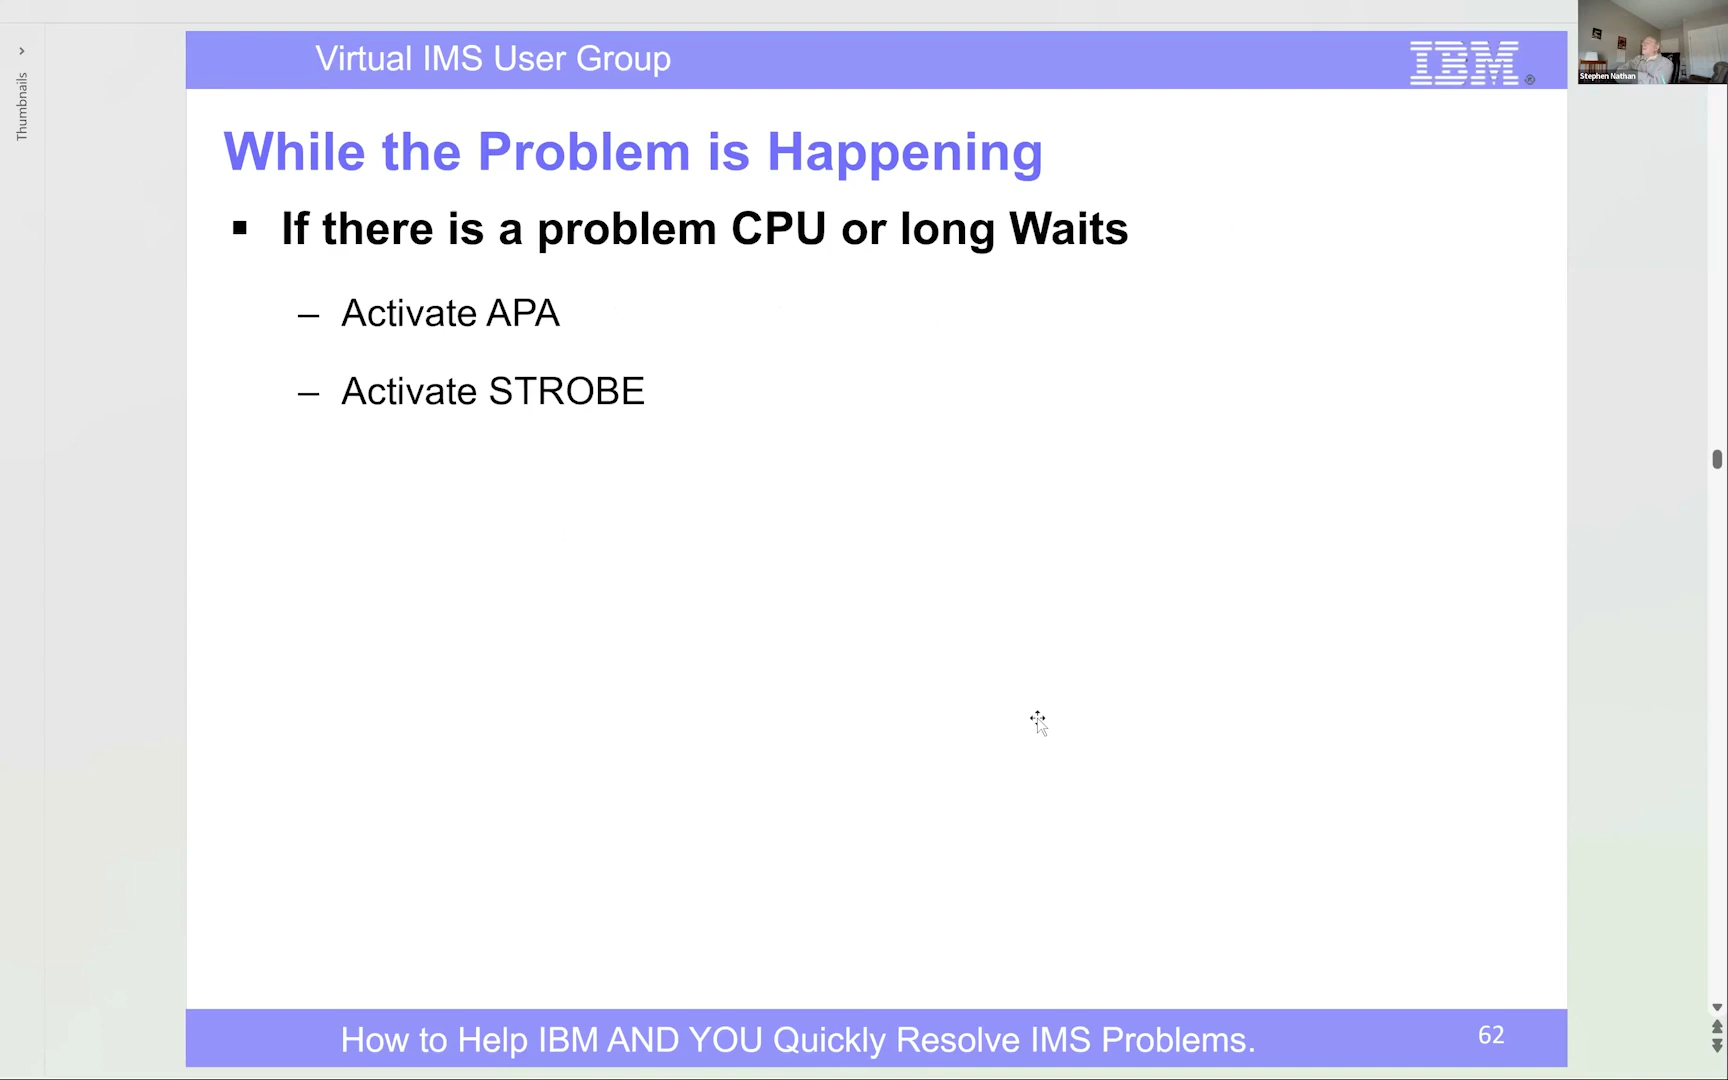 Virtual IMS User Group
IBM®
Stephen Nathan
Thumbnails
While the Problem is Happening
▪ If there is a problem CPU or long Waits
– Activate APA
– Activate STROBE
How to Help IBM AND YOU Quickly Resolve IMS Problems.
62